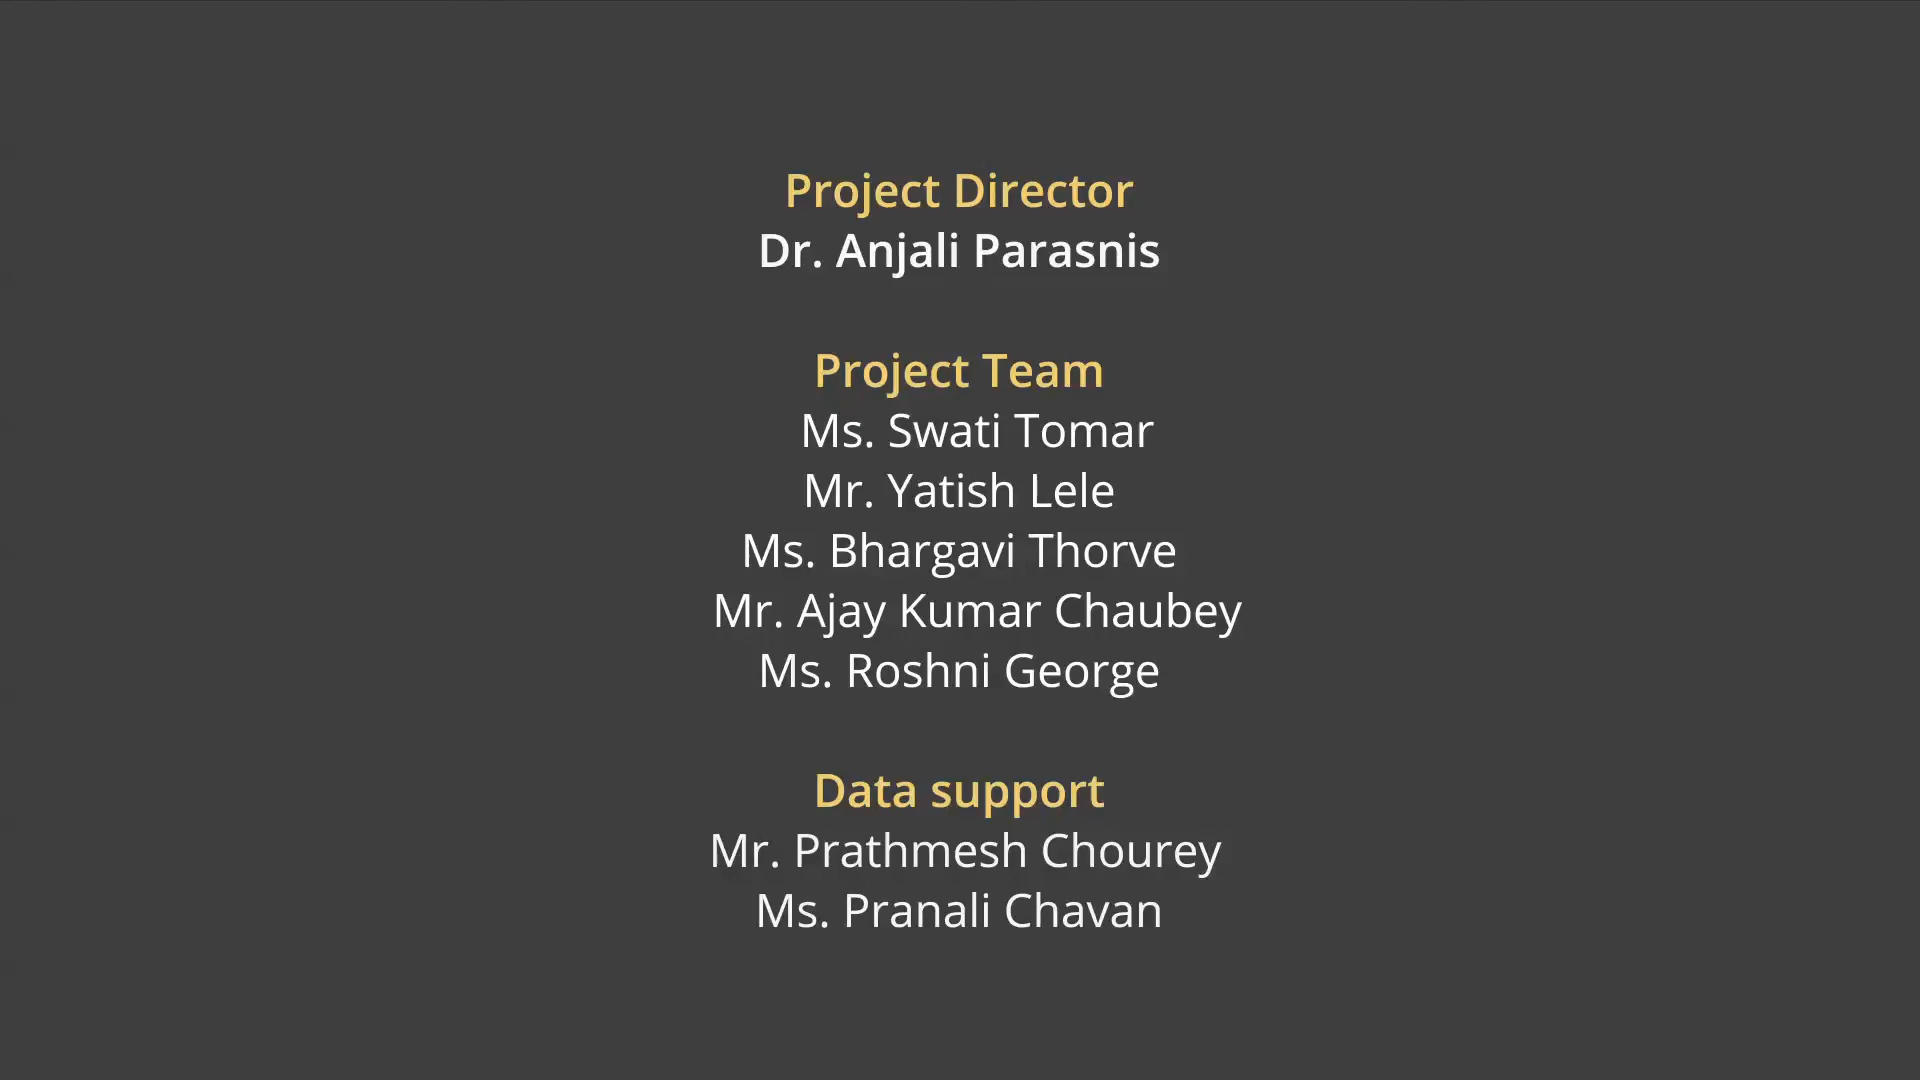 Project Director
Dr. Anjali Parasnis
Project Team
Ms. Swati Tomar
Mr. Yatish Lele
Ms. Bhargavi Thorve
Mr. Ajay Kumar Chaubey
Ms. Roshni George
Data support
Mr. Prathmesh Chourey
Ms. Pranali Chavan